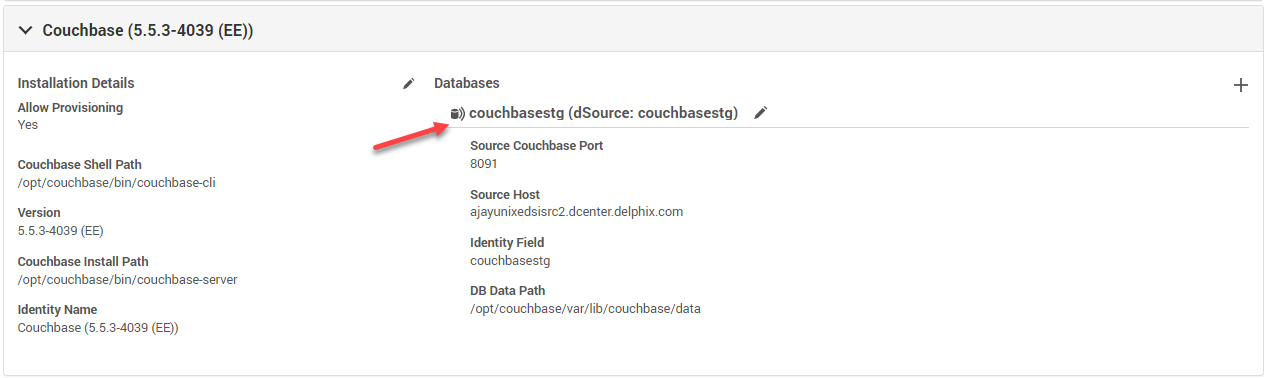 Couchbase (5.5.3-4039 (EE))
Installation Details
Allow Provisioning
Yes
Couchbase Shell Path
/opt/couchbase/bin/couchbase-cli
Version
5.5.3-4039 (EE)
Couchbase Install Path
/opt/couchbase/bin/couchbase-server
Identity Name
Couchbase (5.5.3-4039 (EE))
Databases
couchbasestg (dSource: couchbasestg)
Source Couchbase Port
8091
Source Host
ajayunixedsisrc2.dcenter.delphix.com
Identity Field
couchbasestg
DB Data Path
/opt/couchbase/var/lib/couchbase/data